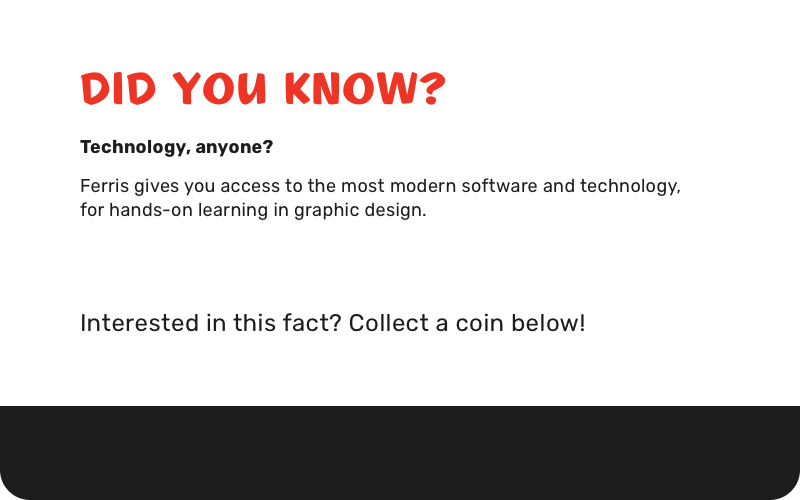 DID YOU KNOW?
Technology, anyone?
Ferris gives you access to the most modern software and technology,
for hands-on learning in graphic design.
Interested in this fact? Collect a coin below!